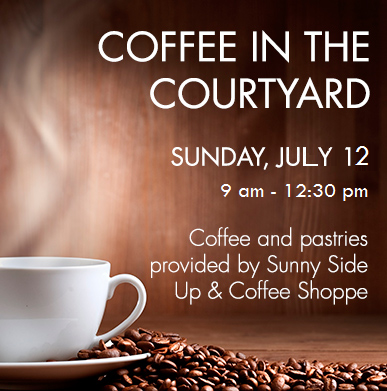 COFFEE IN THE
COURTYARD
SUNDAY, JULY 12
9 am - 12:30 pm
Coffee and pastries
provided by Sunny Side
Up & Coffee Shoppe